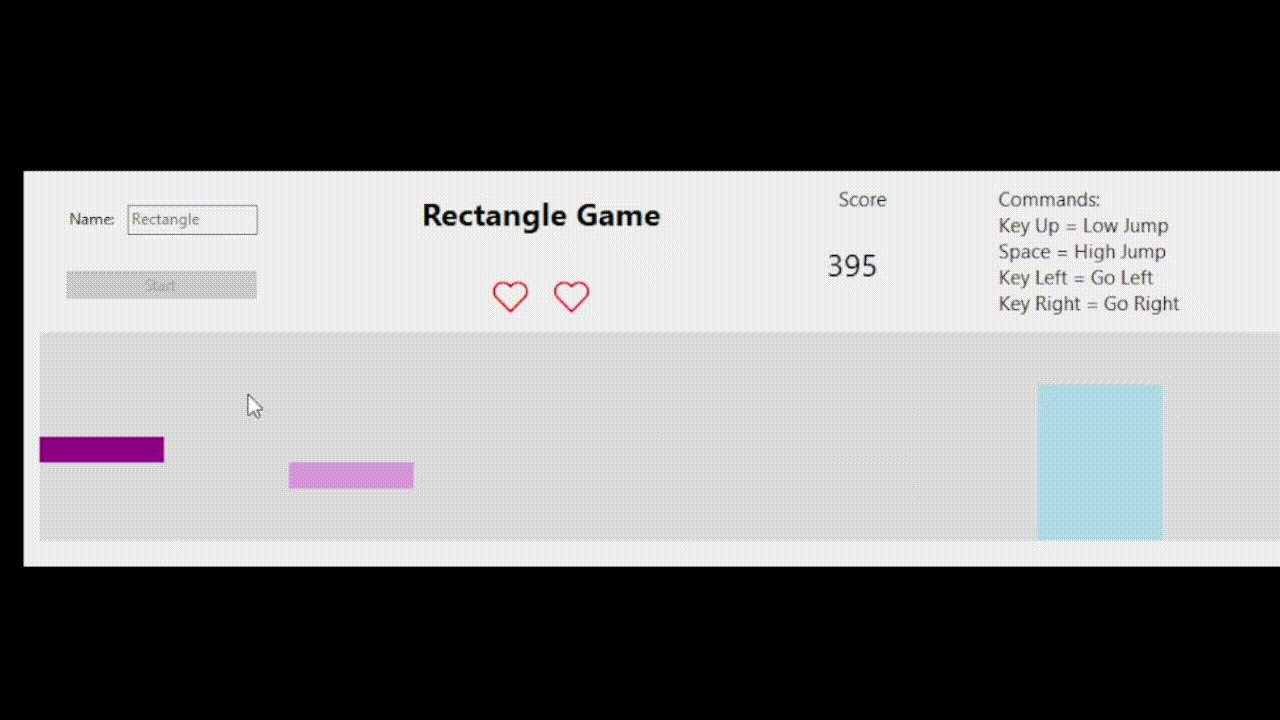 Name: Rectangle
Start
Rectangle Game
Score
395
Commands:
Key Up = Low Jump
Space = High Jump
Key Left = Go Left
Key Right = Go Right